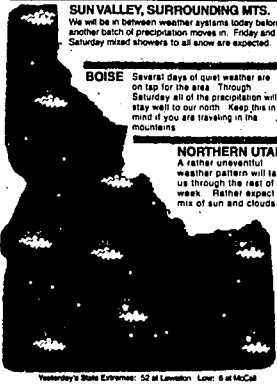 SUN VALLEY, SURROUNDING MTS.
We will be in between weather systems today before
another batch of precipitation moves in. Friday and
Saturday mixed showers to all snow are expected.
BOISE
Several days of quiet weather are
on tap for the area Through
Saturday all of the precipitation will
stay well to our north Keep this in
mind if you are traveling in the
mountains
NORTHERN UTAH
A rather uneventful
weather pattern will
us through the rest of
week. Rather expect
mix of sun and clouds.
Yesterday's State Extremes: 52 at Lewiston Low: 6 at McCall